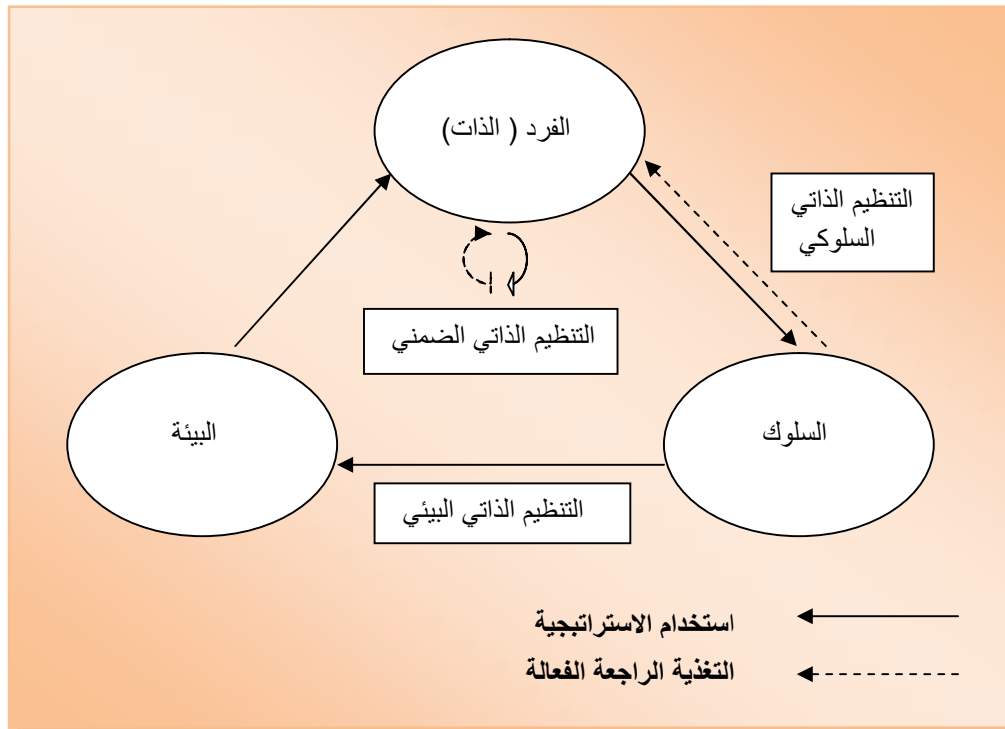 الفرد ( الذات)
التنظيم الذاتي
السلوكي
التنظيم الذاتي الضمني
البيئة
السلوك
التنظيم الذاتي البيئي
استخدام الاستراتيجية
التغذية الراجعة الفعالة